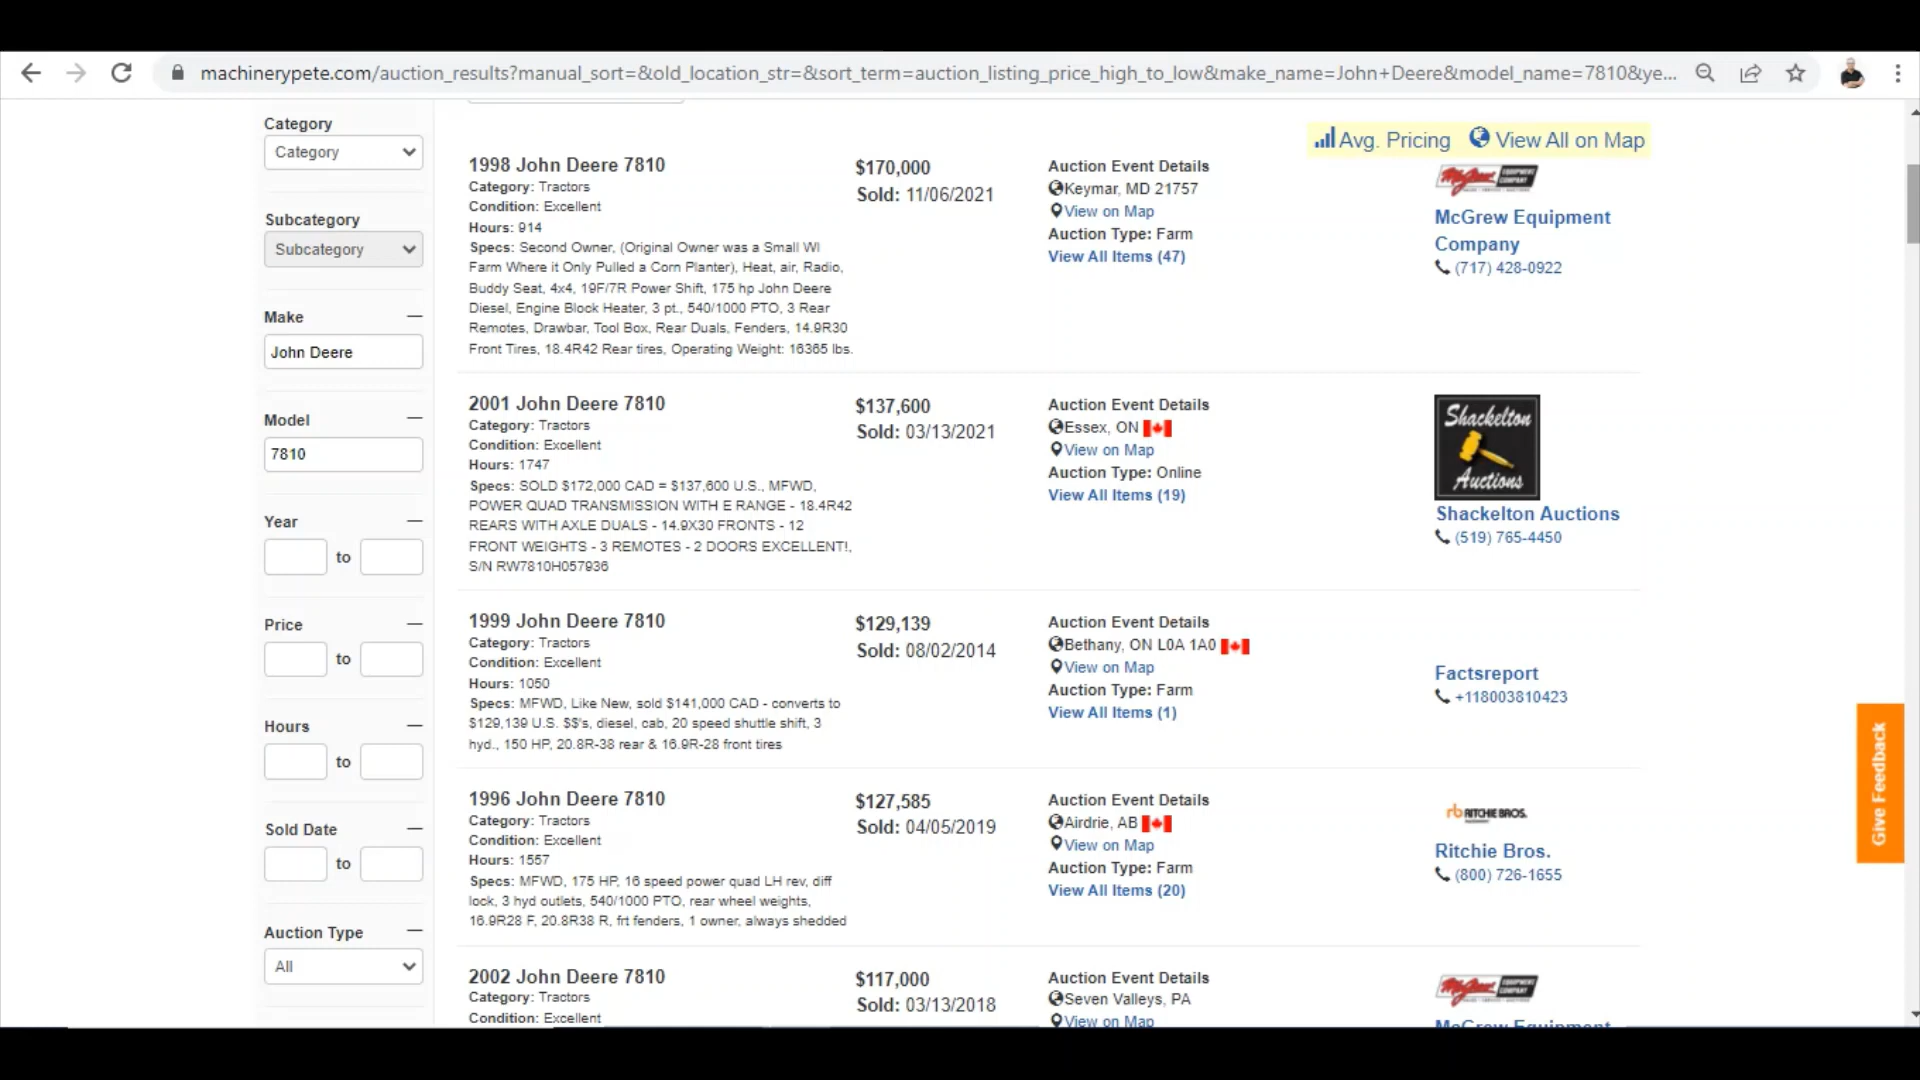 machinerypete.com/auction_results?manual_sort=&old_location_str=&sort_term=auction_listing_price_high_to_low&make_name=John+Deere&model_name=7810&ye...
Category
Category
Subcategory
Subcategory
Make
John Deere
Model
7810
Year
to
Price
to
Hours
to
Sold Date
to
Auction Type
All
Avg. Pricing
View All on Map
1998 John Deere 7810
Category: Tractors
Condition: Excellent
Hours: 914
Specs: Second Owner, (Original Owner was a Small WI
Farm Where it Only Pulled a Corn Planter), Heat, air, Radio,
Buddy Seat, 4x4, 19F/7R Power Shift, 175 hp John Deere
Diesel, Engine Block Heater, 3 pt., 540/1000 PTO, 3 Rear
Remotes, Drawbar, Tool Box, Rear Duals, Fenders, 14.9R30
Front Tires, 18.4R42 Rear tires, Operating Weight: 16365 lbs.
$170,000
Sold: 11/06/2021
Auction Event Details
Keymar, MD 21757
View on Map
Auction Type: Farm
View All Items (47)
McGrew EQUIPMENT COMPANY
McGrew Equipment
Company
(717) 428-0922
2001 John Deere 7810
Category: Tractors
Condition: Excellent
Hours: 1747
Specs: SOLD $172,000 CAD = $137,600 U.S., MFWD,
POWER QUAD TRANSMISSION WITH E RANGE - 18.4R42
REARS WITH AXLE DUALS - 14.9X30 FRONTS - 12
FRONT WEIGHTS - 3 REMOTES - 2 DOORS EXCELLENT!,
S/N RW7810H057936
$137,600
Sold: 03/13/2021
Auction Event Details
Essex, ON
View on Map
Auction Type: Online
View All Items (19)
Shackelton
Auctions
Shackelton Auctions
(519) 765-4450
1999 John Deere 7810
Category: Tractors
Condition: Excellent
Hours: 1050
Specs: MFWD, Like New, sold $141,000 CAD - converts to
$129,139 U.S. $$'s, diesel, cab, 20 speed shuttle shift, 3
hyd., 150 HP, 20.8R-38 rear & 16.9R-28 front tires
$129,139
Sold: 08/02/2014
Auction Event Details
Bethany, ON L0A 1A0
View on Map
Auction Type: Farm
View All Items (1)
Factsreport
+118003810423
1996 John Deere 7810
Category: Tractors
Condition: Excellent
Hours: 1557
Specs: MFWD, 175 HP, 16 speed power quad LH rev, diff
lock, 3 hyd outlets, 540/1000 PTO, rear wheel weights,
16.9R28 F, 20.8R38 R, frt fenders, 1 owner, always shedded
$127,585
Sold: 04/05/2019
Auction Event Details
Airdrie, AB
View on Map
Auction Type: Farm
View All Items (20)
rb RITCHIE BROS.
Ritchie Bros.
(800) 726-1655
2002 John Deere 7810
Category: Tractors
Condition: Excellent
$117,000
Sold: 03/13/2018
Auction Event Details
Seven Valleys, PA
View on Map
McGrew EQUIPMENT COMPANY
McGrew Equipment
Give Feedback